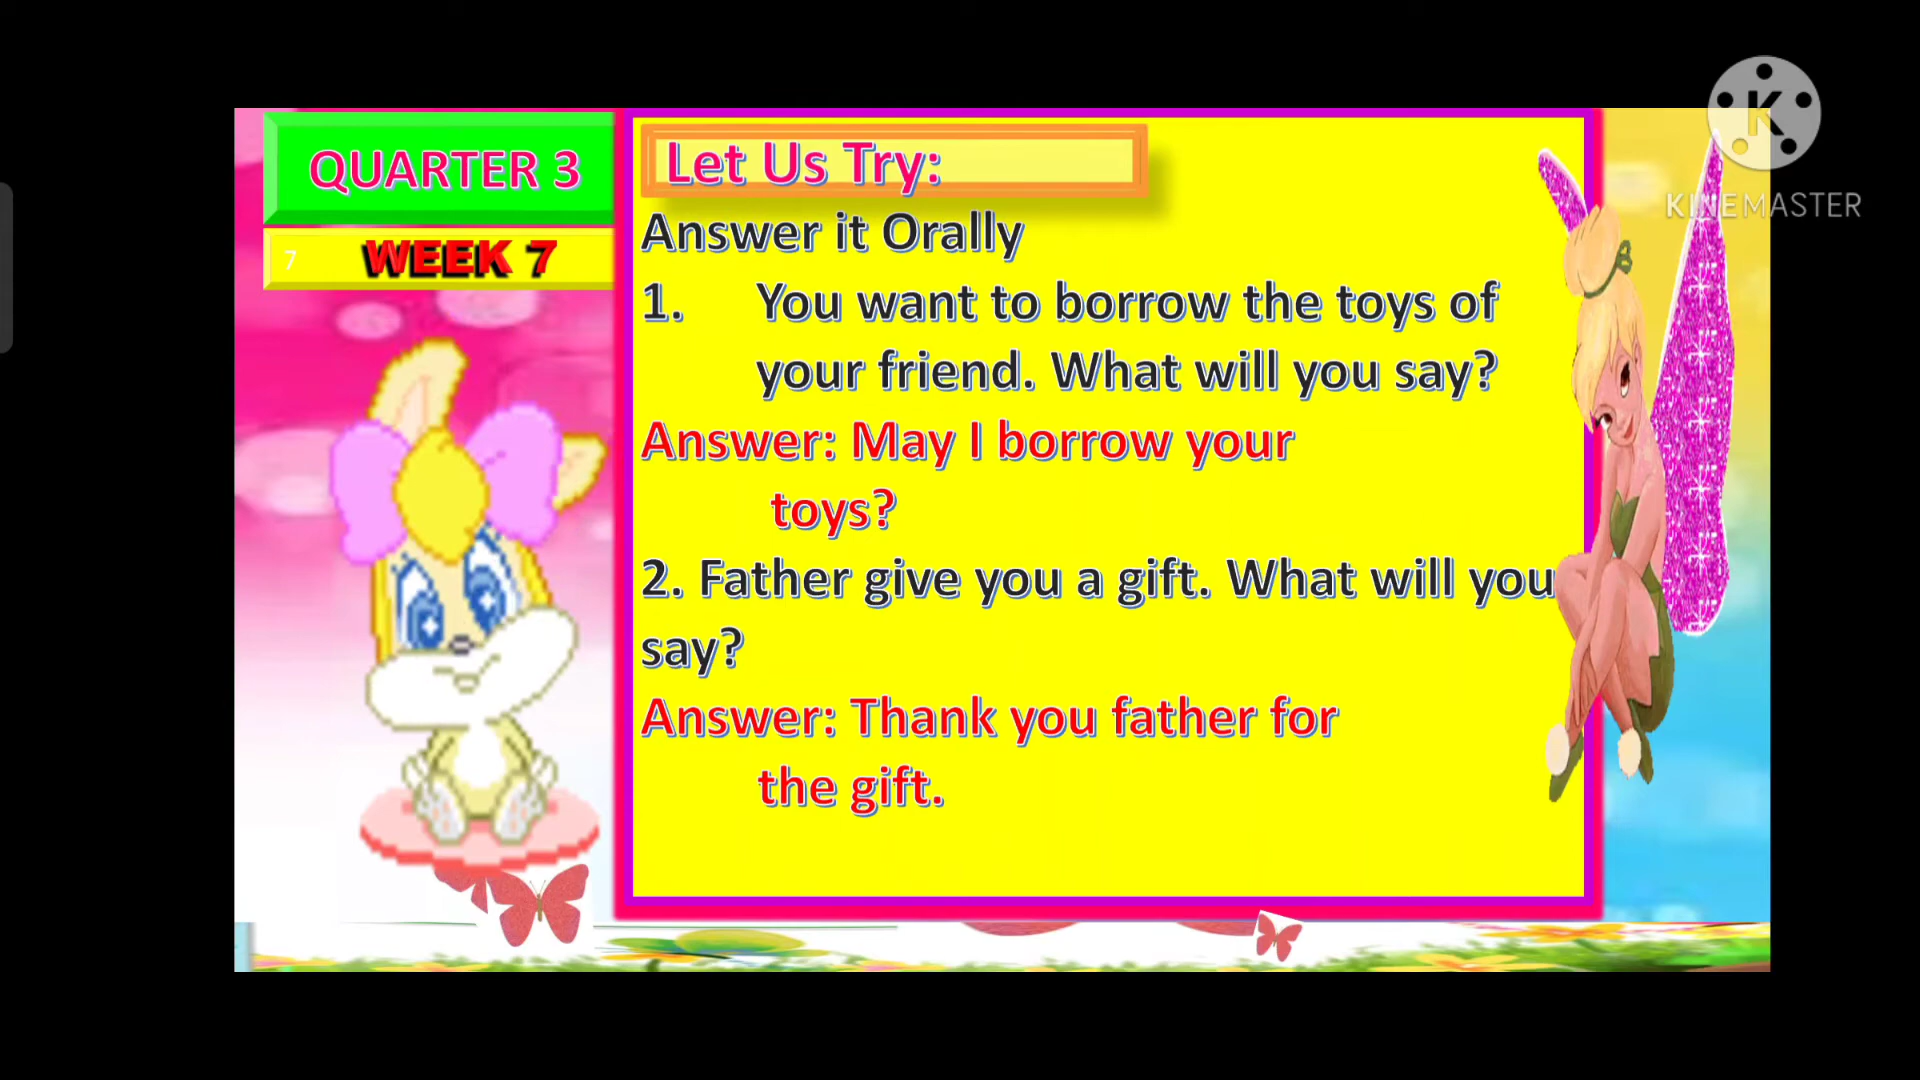 QUARTER 3
7
WEEK 7
Let Us Try:
Answer it Orally
1. You want to borrow the toys of
your friend. What will you say?
Answer: May I borrow your
toys?
2. Father give you a gift. What will you
say?
Answer: Thank you father for
the gift.
K
KINEMASTER